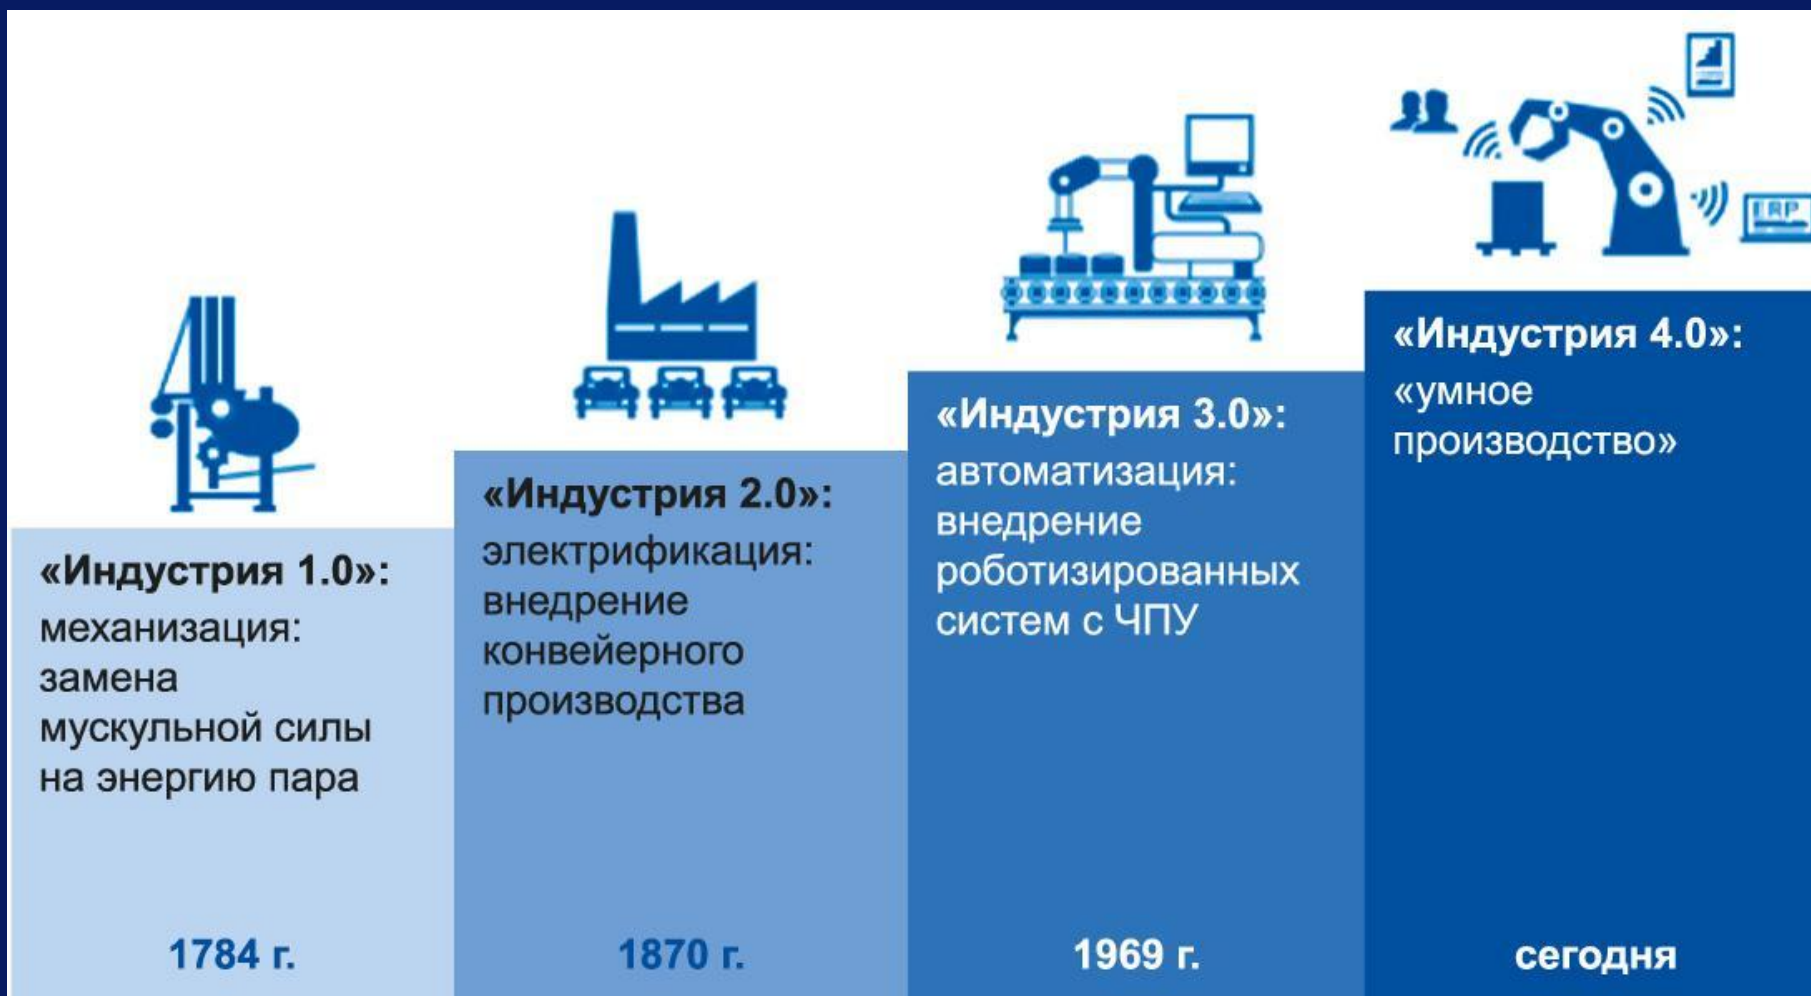 «Индустрия 1.0»:
механизация:
замена
мускульной силы
на энергию пара
1784 г.
«Индустрия 2.0»:
электрификация:
внедрение
конвейерного
производства
1870 г.
«Индустрия 3.0»:
автоматизация:
внедрение
роботизированных
систем с ЧПУ
1969 г.
ERP
«Индустрия 4.0»:
«умное
производство»
сегодня